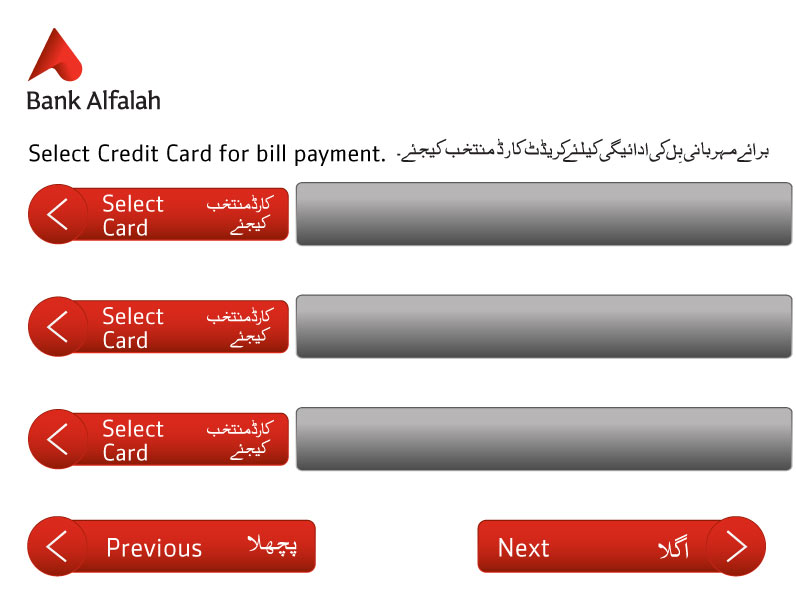 Bank Alfalah
Select Credit Card for bill payment. برائے مہربانی بِل کی ادائیگی کیلئے کریڈٹ کارڈ منتخب کیجئے۔
Select کارڈ منتخب
Card کیجئے
Select کارڈ منتخب
Card کیجئے
Select کارڈ منتخب
Card کیجئے
Previous پچھلا
Next اگلا